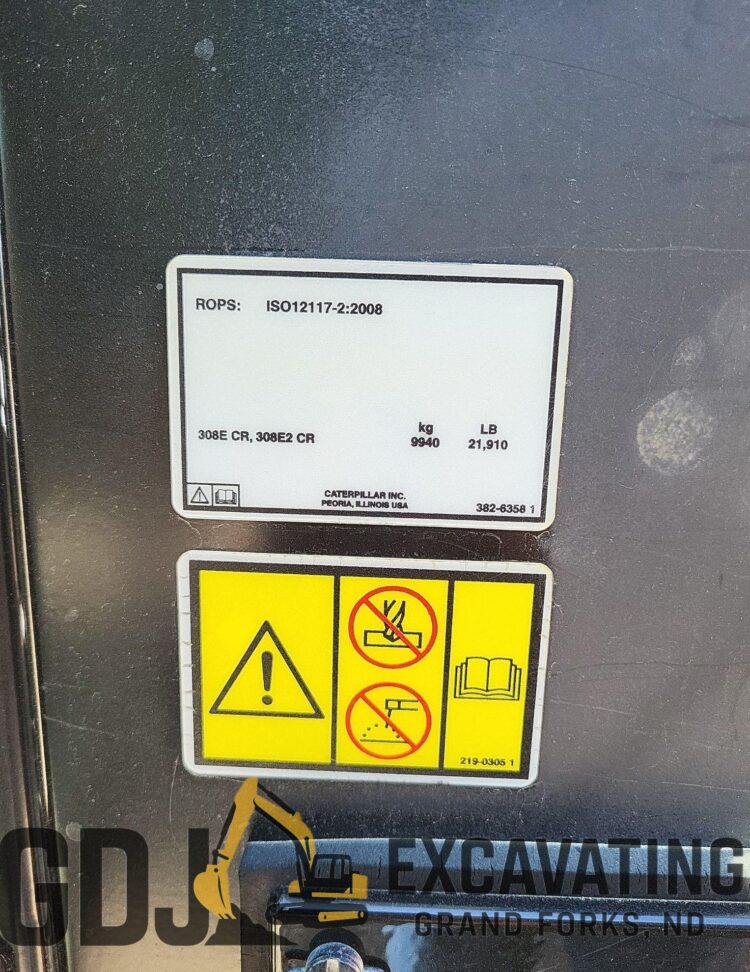 ROPS: ISO12117-2:2008
kg LB
308E CR, 308E2 CR 9940 21,910
CATERPILLAR INC.
PEORIA, ILLINOIS USA
382-6358 1
219-0305 1
GDJ EXCAVATING
GRAND FORKS, ND